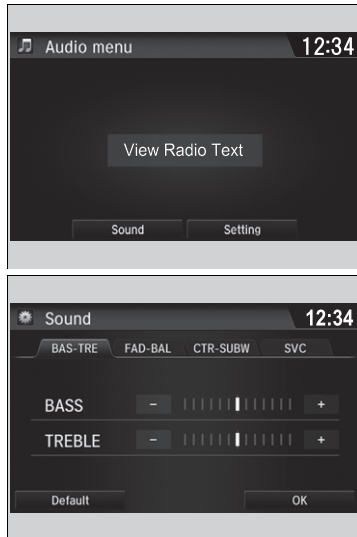 Audio menu 12:34
View Radio Text
Sound Setting
Sound 12:34
BAS-TRE FAD-BAL CTR-SUBW SVC
BASS - +
TREBLE - +
Default OK